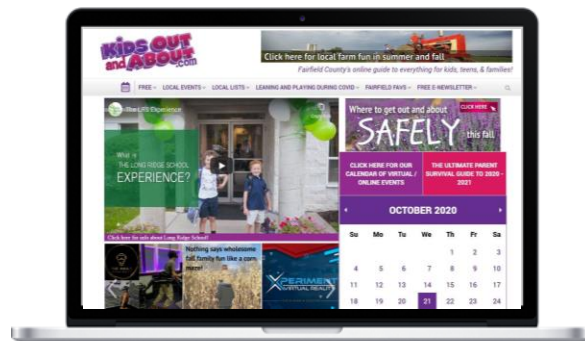 KiDS OUT
and ABOUT.com
Click here for local farm fun in summer and fall
Fairfield County's online guide to everything for kids, teens, & families!
FREE LOCAL EVENTS LOCAL LISTS LEANING AND PLAYING DURING COVID FAIRFIELD FAVS FREE E-NEWSLETTER
The LRS Experience
What is
THE LONG RIDGE SCHOOL
EXPERIENCE?
Click here for info about Long Ridge School!
Nothing says wholesome
fall family fun like a corn
maze!
XPERIMENT
VIRTUAL REALITY
Where to get out and about
CLICK HERE
SAFELY this fall
CLICK HERE FOR OUR
CALENDAR OF VIRTUAL /
ONLINE EVENTS
THE ULTIMATE PARENT
SURVIVAL GUIDE TO 2020 -
2021
OCTOBER 2020
Su Mo Tu We Th Fr Sa
1 2 3
4 5 6 7 8 9 10
11 12 13 14 15 16 17
18 19 20 21 22 23 24